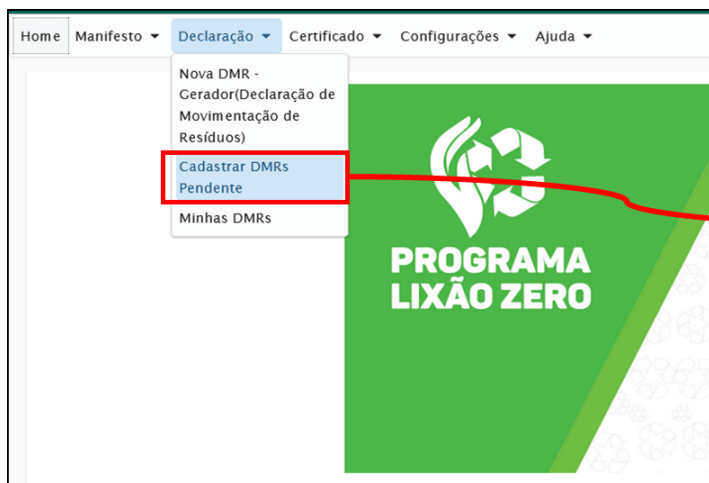 Home Manifesto Declaração Certificado Configurações Ajuda
Nova DMR -
Gerador(Declaração de
Movimentação de
Resíduos)
Cadastrar DMRs
Pendente
Minhas DMRs
PROGRAMA
LIXÃO ZERO